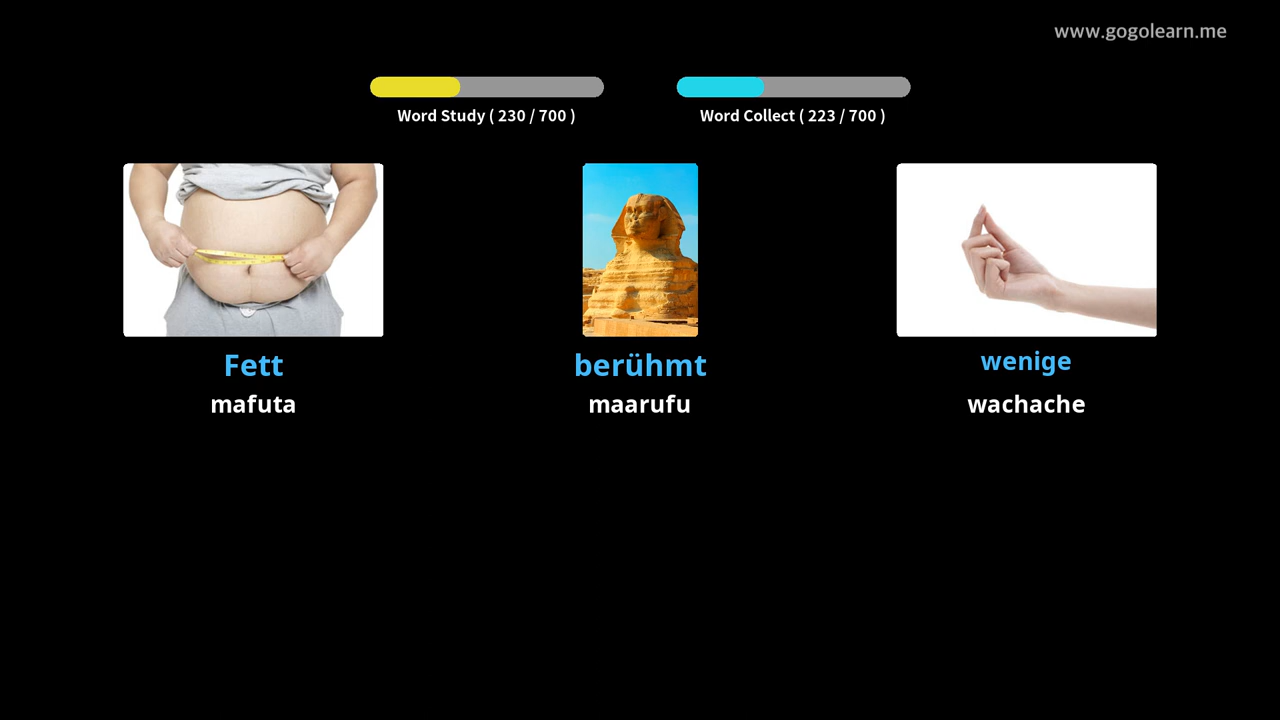 www.gogolearn.me
Word Study ( 230 / 700 )
Word Collect ( 223 / 700 )
Fett
berühmt
wenige
mafuta
maarufu
wachache